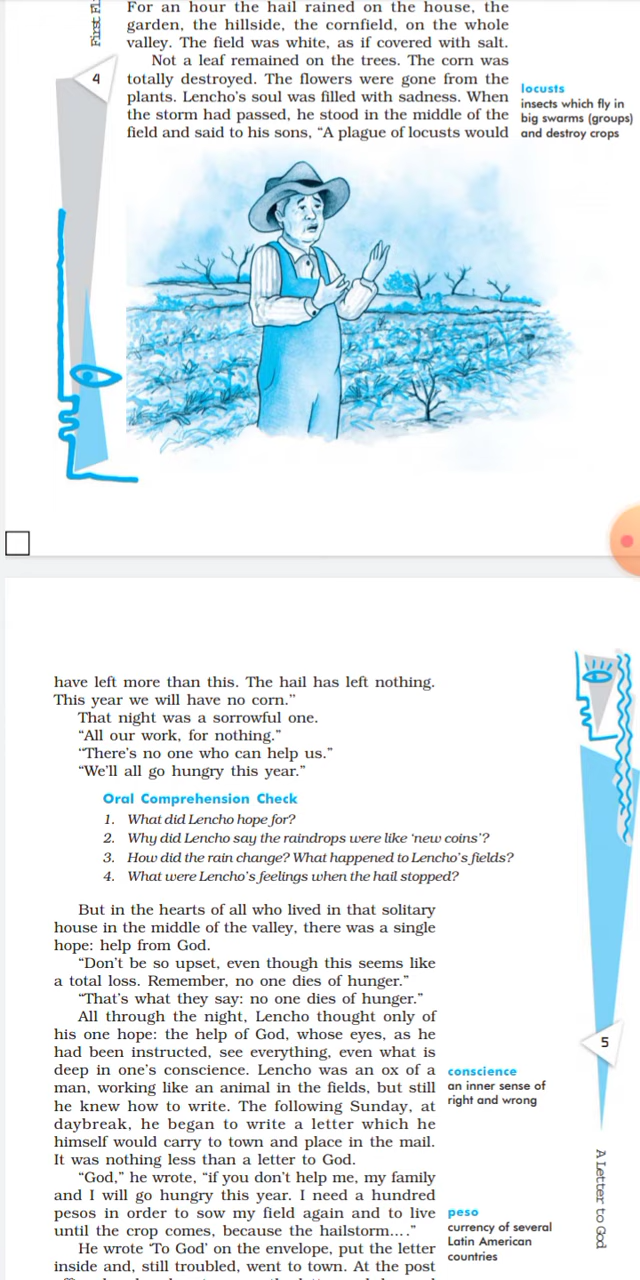 First Fl
4
For an hour the hail rained on the house, the
garden, the hillside, the cornfield, on the whole
valley. The field was white, as if covered with salt.
Not a leaf remained on the trees. The corn was
totally destroyed. The flowers were gone from the
plants. Lencho's soul was filled with sadness. When
the storm had passed, he stood in the middle of the
field and said to his sons, “A plague of locusts would
locusts
insects which fly in
big swarms (groups)
and destroy crops
have left more than this. The hail has left nothing.
This year we will have no corn.”
That night was a sorrowful one.
“All our work, for nothing.”
“There's no one who can help us.”
“We'll all go hungry this year.”
Oral Comprehension Check
1. What did Lencho hope for?
2. Why did Lencho say the raindrops were like ‘new coins’?
3. How did the rain change? What happened to Lencho's fields?
4. What were Lencho's feelings when the hail stopped?
But in the hearts of all who lived in that solitary
house in the middle of the valley, there was a single
hope: help from God.
“Don't be so upset, even though this seems like
a total loss. Remember, no one dies of hunger.”
“That's what they say: no one dies of hunger.”
All through the night, Lencho thought only of
his one hope: the help of God, whose eyes, as he
had been instructed, see everything, even what is
deep in one's conscience. Lencho was an ox of a
man, working like an animal in the fields, but still
he knew how to write. The following Sunday, at
daybreak, he began to write a letter which he
himself would carry to town and place in the mail.
It was nothing less than a letter to God.
“God,” he wrote, “if you don't help me, my family
and I will go hungry this year. I need a hundred
pesos in order to sow my field again and to live
until the crop comes, because the hailstorm....”
He wrote ‘To God’ on the envelope, put the letter
inside and, still troubled, went to town. At the post
conscience
an inner sense of
right and wrong
peso
currency of several
Latin American
countries
5
A Letter to God